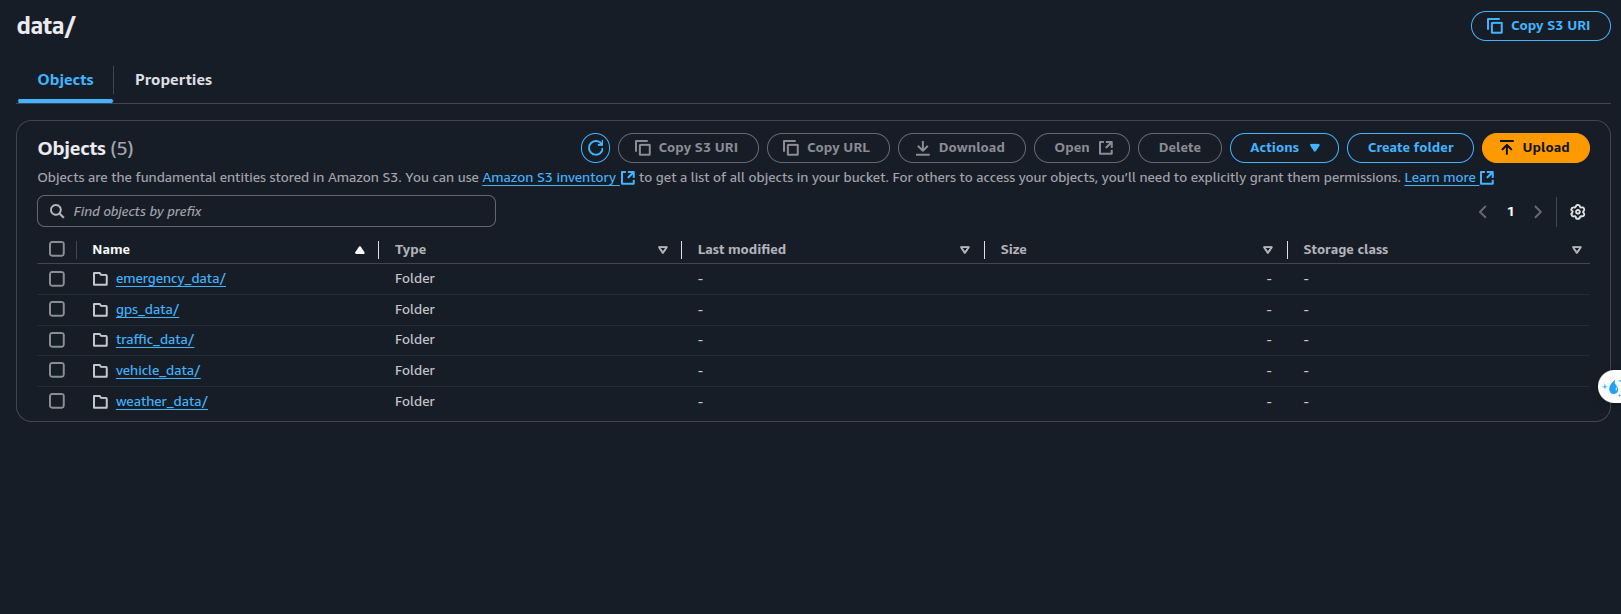 data/
Copy S3 URI
Objects
Properties
Objects (5)
Copy S3 URI
Copy URL
Download
Open
Delete
Actions
Create folder
Upload
Objects are the fundamental entities stored in Amazon S3. You can use Amazon S3 inventory to get a list of all objects in your bucket. For others to access your objects, you'll need to explicitly grant them permissions. Learn more
Find objects by prefix
1
Name Type Last modified Size Storage class
emergency_data/ Folder - - -
gps_data/ Folder - - -
traffic_data/ Folder - - -
vehicle_data/ Folder - - -
weather_data/ Folder - - -